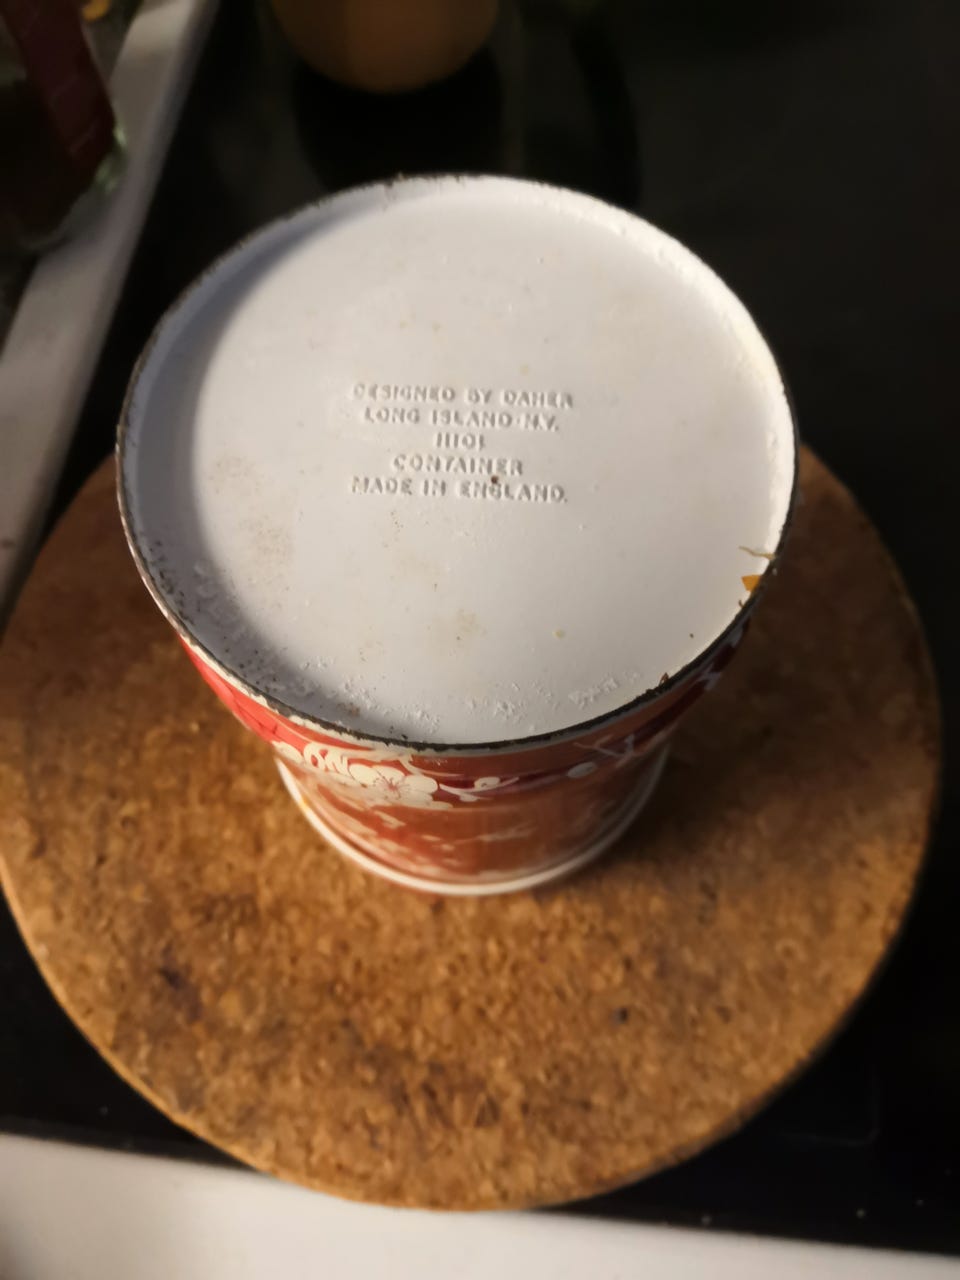 DESIGNED BY DAHER
LONG ISLAND·N.Y.
11101
CONTAINER
MADE IN ENGLAND.